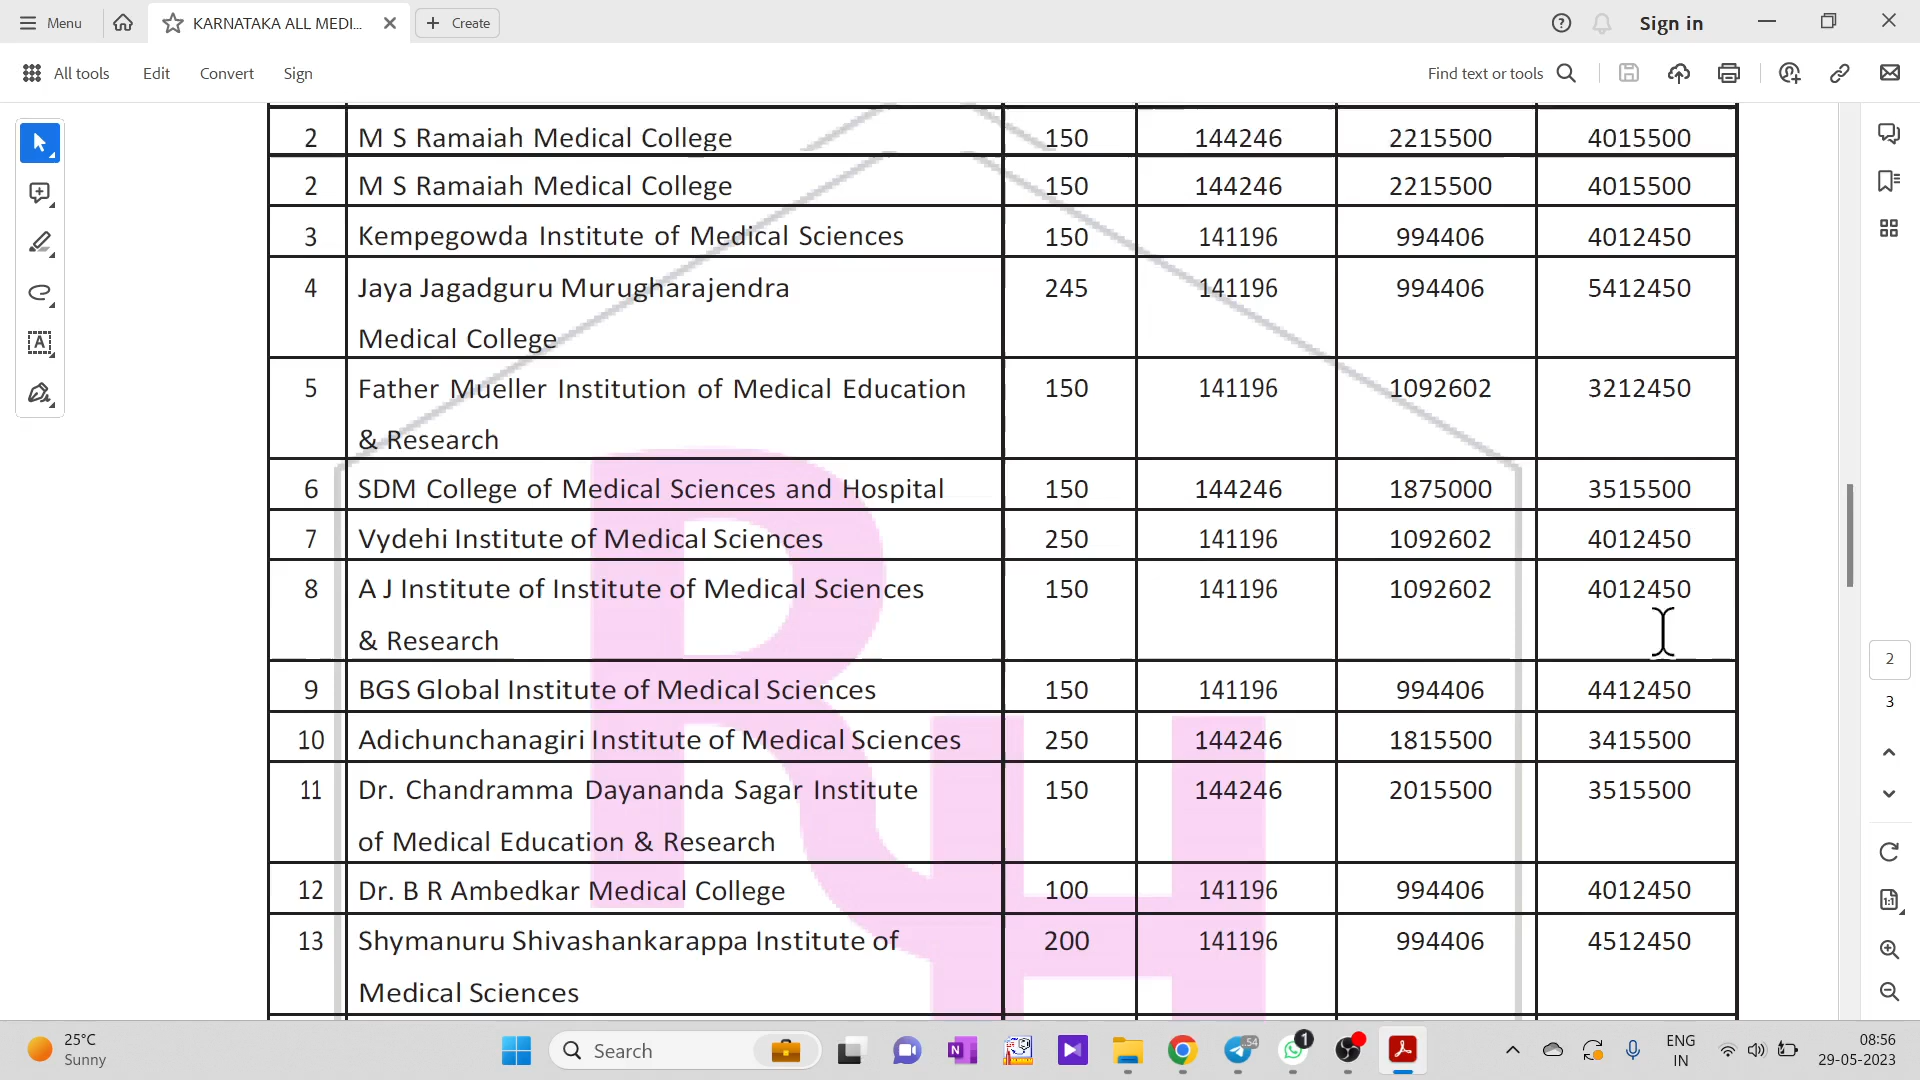 Menu KARNATAKA ALL MEDI... Create Sign in
All tools Edit Convert Sign Find text or tools
2 M S Ramaiah Medical College 150 144246 2215500 4015500
2 M S Ramaiah Medical College 150 144246 2215500 4015500
3 Kempegowda Institute of Medical Sciences 150 141196 994406 4012450
4 Jaya Jagadguru Murugharajendra 245 141196 994406 5412450
Medical College
5 Father Mueller Institution of Medical Education 150 141196 1092602 3212450
& Research
6 SDM College of Medical Sciences and Hospital 150 144246 1875000 3515500
7 Vydehi Institute of Medical Sciences 250 141196 1092602 4012450
8 A J Institute of Institute of Medical Sciences 150 141196 1092602 4012450
& Research
2
9 BGS Global Institute of Medical Sciences 150 141196 994406 4412450
3
10 Adichunchanagiri Institute of Medical Sciences 250 144246 1815500 3415500
11 Dr. Chandramma Dayananda Sagar Institute 150 144246 2015500 3515500
of Medical Education & Research
12 Dr. B R Ambedkar Medical College 100 141196 994406 4012450
13 Shymanuru Shivashankarappa Institute of 200 141196 994406 4512450
Medical Sciences
RH
25°C
Sunny
Search
54
1
ENG
IN
08:56
29-05-2023